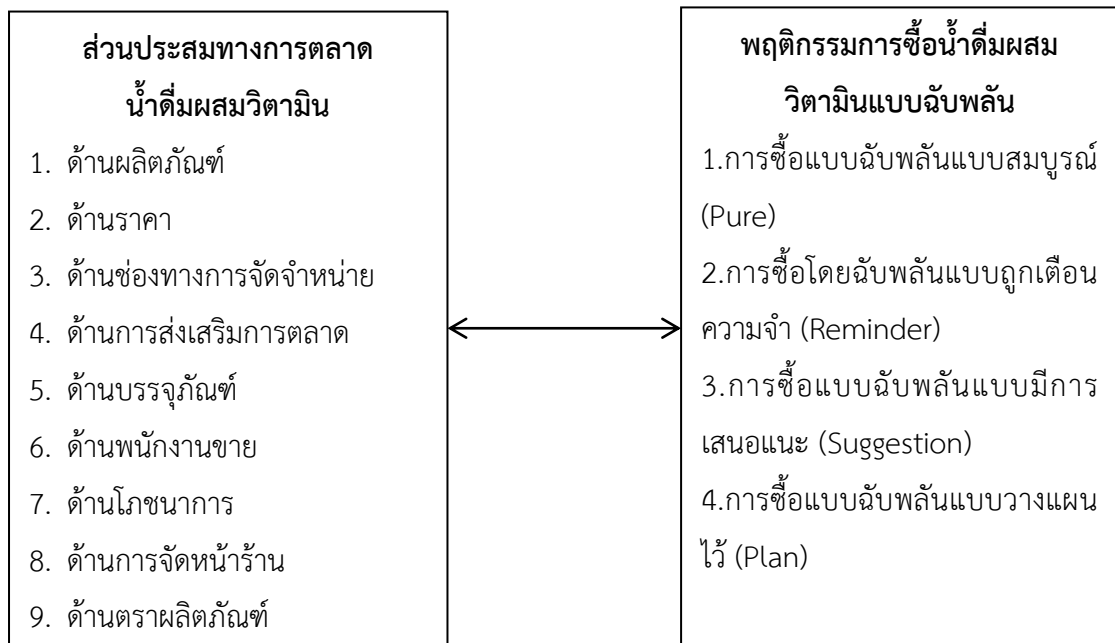 ส่วนประสมทางการตลาด
น้ำดื่มผสมวิตามิน
1. ด้านผลิตภัณฑ์
2. ด้านราคา
3. ด้านช่องทางการจัดจำหน่าย
4. ด้านการส่งเสริมการตลาด
5. ด้านบรรจุภัณฑ์
6. ด้านพนักงานขาย
7. ด้านโภชนาการ
8. ด้านการจัดหน้าร้าน
9. ด้านตราผลิตภัณฑ์
พฤติกรรมการซื้อน้ำดื่มผสม
วิตามินแบบฉับพลัน
1.การซื้อแบบฉับพลันแบบสมบูรณ์
(Pure)
2.การซื้อโดยฉับพลันแบบถูกเตือน
ความจำ (Reminder)
3.การซื้อแบบฉับพลันแบบมีการ
เสนอแนะ (Suggestion)
4.การซื้อแบบฉับพลันแบบวางแผน
ไว้ (Plan)